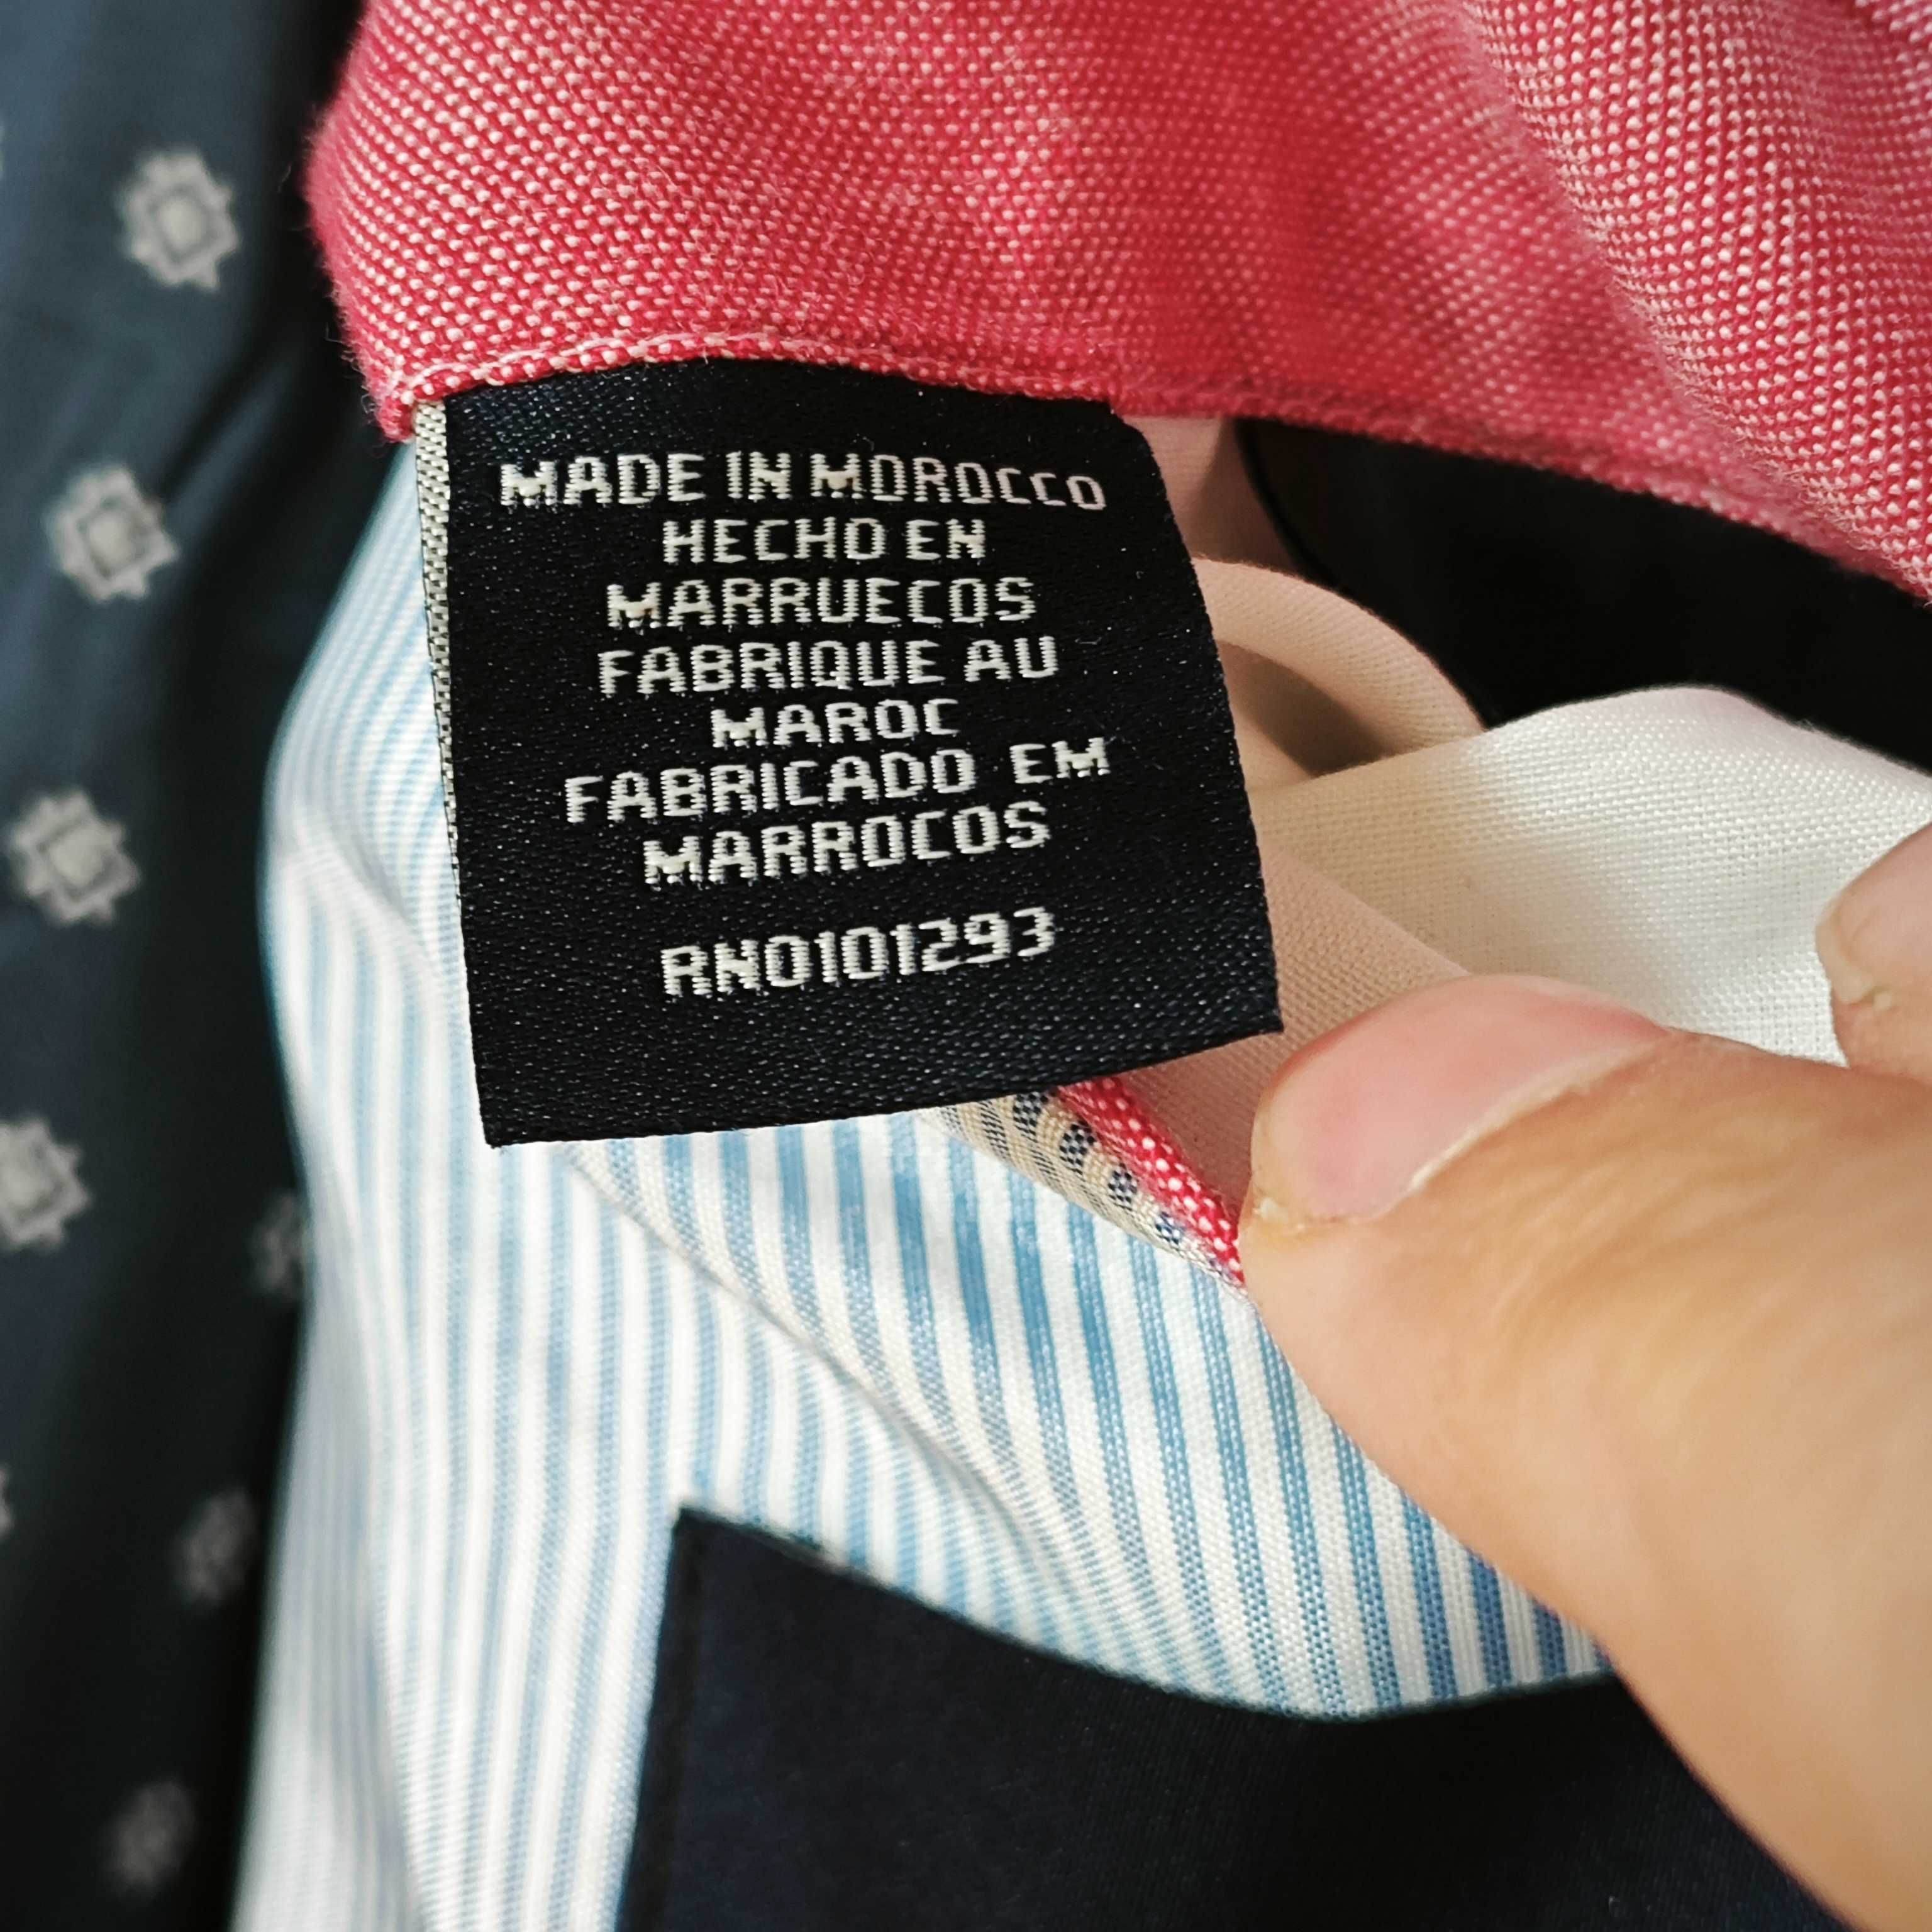 MADE IN MOROCCO
HECHO EN
MARRUECOS
FABRIQUE AU
MAROC
FABRICADO EM
MARROCOS
RN0101293